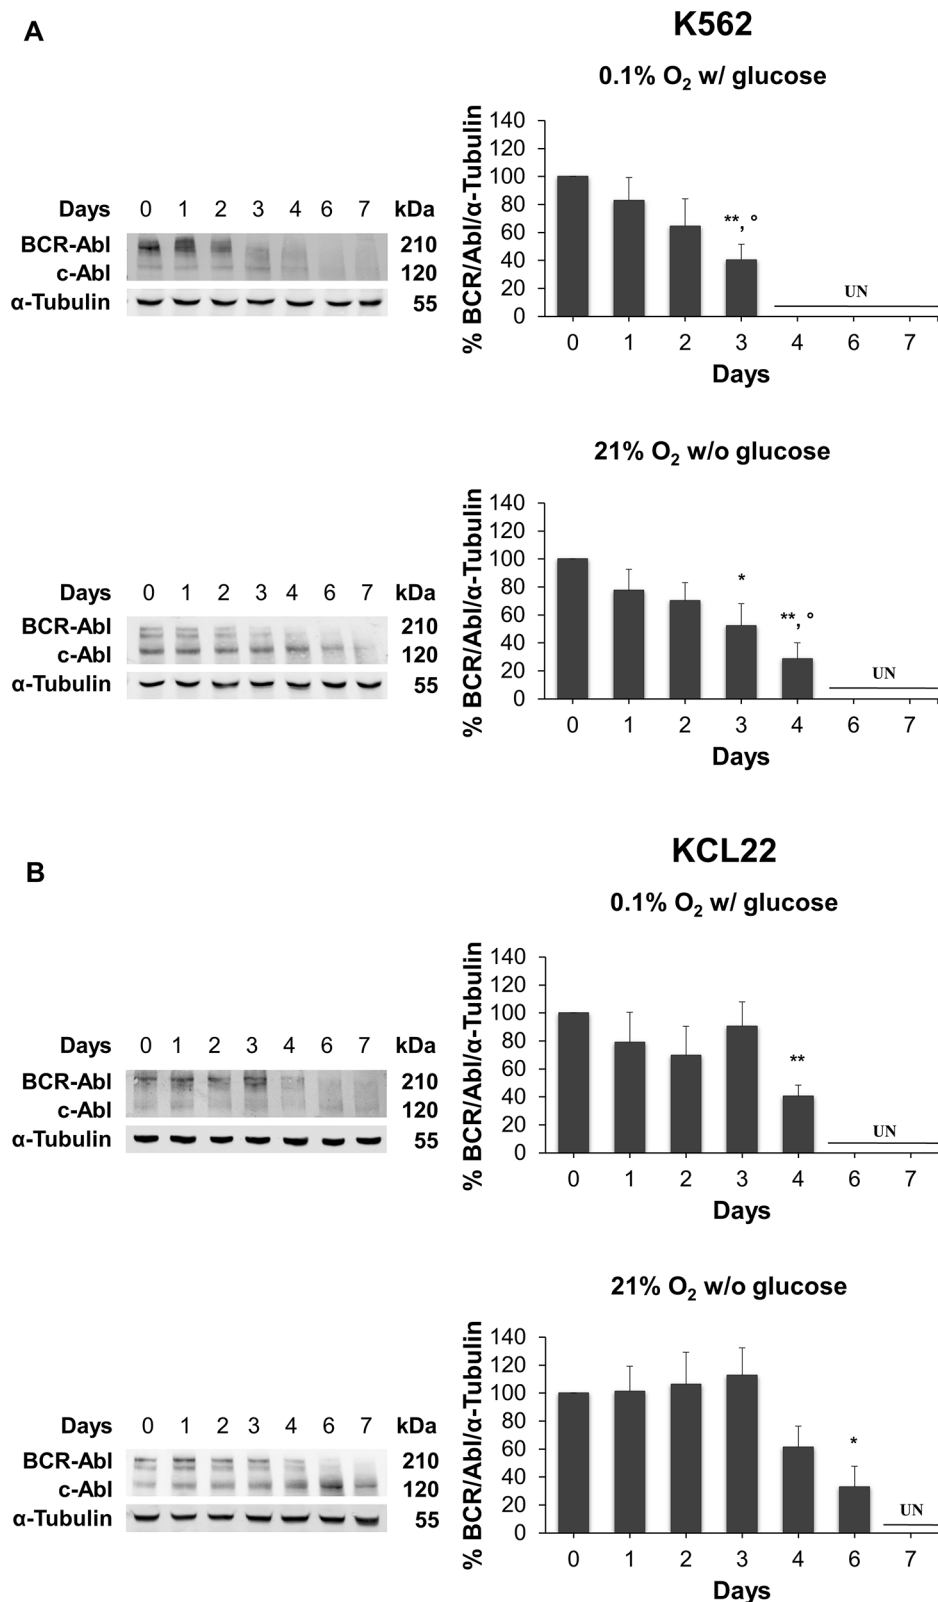 A
K562
0.1% O₂ w/ glucose
Days 0 1 2 3 4 6 7 kDa
BCR-Abl 210
c-Abl 120
α-Tubulin 55
% BCR/Abl/α-Tubulin
140
120
100
80
60
40
20
0
**, °
UN
0 1 2 3 4 6 7
Days
21% O₂ w/o glucose
Days 0 1 2 3 4 6 7 kDa
BCR-Abl 210
c-Abl 120
α-Tubulin 55
% BCR/Abl/α-Tubulin
140
120
100
80
60
40
20
0
*
**, °
UN
0 1 2 3 4 6 7
Days
B
KCL22
0.1% O₂ w/ glucose
Days 0 1 2 3 4 6 7 kDa
BCR-Abl 210
c-Abl 120
α-Tubulin 55
% BCR/Abl/α-Tubulin
140
120
100
80
60
40
20
0
**
UN
0 1 2 3 4 6 7
Days
21% O₂ w/o glucose
Days 0 1 2 3 4 6 7 kDa
BCR-Abl 210
c-Abl 120
α-Tubulin 55
% BCR/Abl/α-Tubulin
140
120
100
80
60
40
20
0
*
UN
0 1 2 3 4 6 7
Days